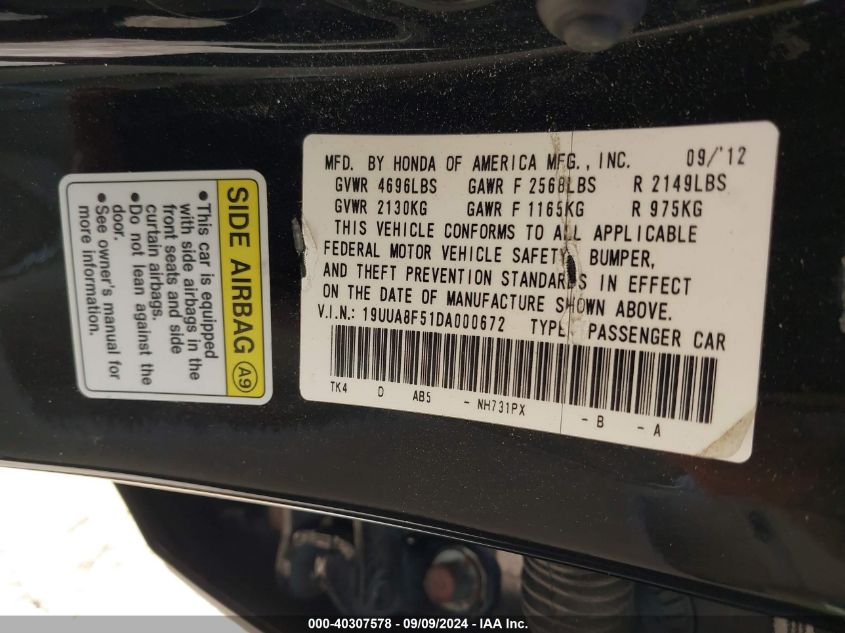 MFD. BY HONDA OF AMERICA MFG., INC. 09/'12
GVWR 4696LBS GAWR F 2568LBS R 2149LBS
GVWR 2130KG GAWR F 1165KG R 975KG
THIS VEHICLE CONFORMS TO ALL APPLICABLE
FEDERAL MOTOR VEHICLE SAFETY, BUMPER,
AND THEFT PREVENTION STANDARDS IN EFFECT
ON THE DATE OF MANUFACTURE SHOWN ABOVE.
V.I.N.: 19UUA8F51DA000672 TYPE: PASSENGER CAR
TK4 D AB5 - NH731PX - B - A
SIDE AIRBAG A9
•This car is equipped
with side airbags in the
front seats and side
curtain airbags.
•Do not lean against the
door.
•See owner's manual for
more information.
000-40307578 - 09/09/2024 - IAA Inc.